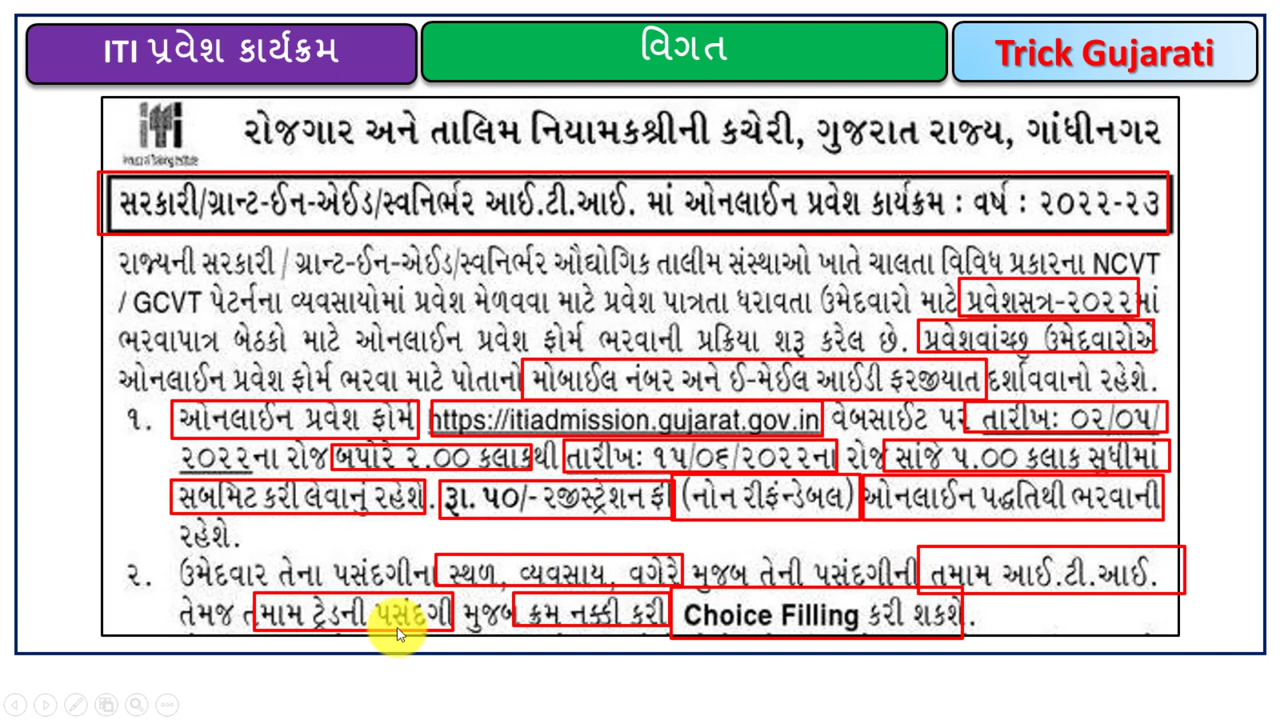 ITI પ્રવેશ કાર્યક્રમ
વિગત
Trick Gujarati
iTi
રોજગાર અને તાલિમ નિયામકશ્રીની કચેરી, ગુજરાત રાજ્ય, ગાંધીનગર
સરકારી/ગ્રાન્ટ-ઈન-એઈડ/સ્વનિર્ભર આઈ.ટી.આઈ. માં ઓનલાઈન પ્રવેશ કાર્યક્રમ : વર્ષ : ૨૦૨૨-૨૩
રાજ્યની સરકારી / ગ્રાન્ટ-ઈન-એઈડ/સ્વનિર્ભર ઔદ્યોગિક તાલીમ સંસ્થાઓ ખાતે ચાલતા વિવિધ પ્રકારના NCVT
/ GCVT પેટર્નના વ્યવસાયોમાં પ્રવેશ મેળવવા માટે પ્રવેશ પાત્રતા ધરાવતા ઉમેદવારો માટે પ્રવેશસત્ર-૨૦૨૨માં
ભરવાપાત્ર બેઠકો માટે ઓનલાઈન પ્રવેશ ફોર્મ ભરવાની પ્રક્રિયા શરૂ કરેલ છે. પ્રવેશવાંચ્છુ ઉમેદવારોએ
ઓનલાઈન પ્રવેશ ફોર્મ ભરવા માટે પોતાનો મોબાઈલ નંબર અને ઈ-મેઈલ આઈડી ફરજીયાત દર્શાવવાનો રહેશે.
૧. ઓનલાઈન પ્રવેશ ફોર્મ https://itiadmission.gujarat.gov.in વેબસાઈટ પર તારીખ: ૦૨/૦૫/
૨૦૨૨ના રોજ બપોરે ૨.૦૦ કલાકથી તારીખ: ૧૫/૦૬/૨૦૨૨ના રોજ સાંજે ૫.૦૦ કલાક સુધીમાં
સબમિટ કરી લેવાનું રહેશે. રૂા. ૫૦/- રજીસ્ટ્રેશન ફી (નોન રીફંન્ડેબલ) ઓનલાઈન પદ્ધતિથી ભરવાની
રહેશે.
૨. ઉમેદવાર તેના પસંદગીના સ્થળ, વ્યવસાય, વગેરે મુજબ તેની પસંદગીની તમામ આઈ.ટી.આઈ.
તેમજ તમામ ટ્રેડની પસંદગી મુજબ ક્રમ નક્કી કરી Choice Filling કરી શકશે.